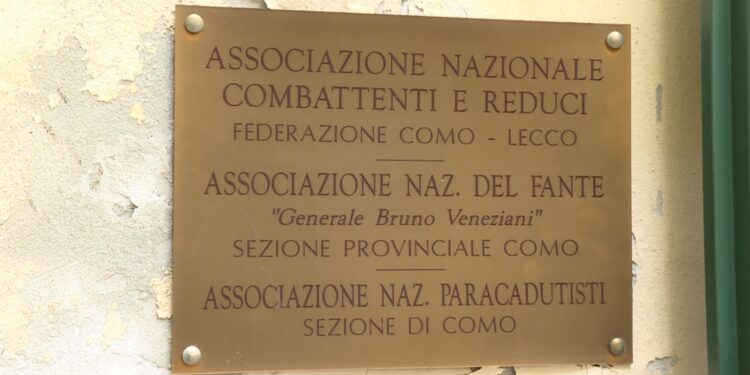 ASSOCIAZIONE NAZIONALE
COMBATTENTI E REDUCI
FEDERAZIONE COMO - LECCO
ASSOCIAZIONE NAZ. DEL FANTE
"Generale Bruno Veneziani"
SEZIONE PROVINCIALE COMO
ASSOCIAZIONE NAZ. PARACADUTISTI
SEZIONE DI COMO